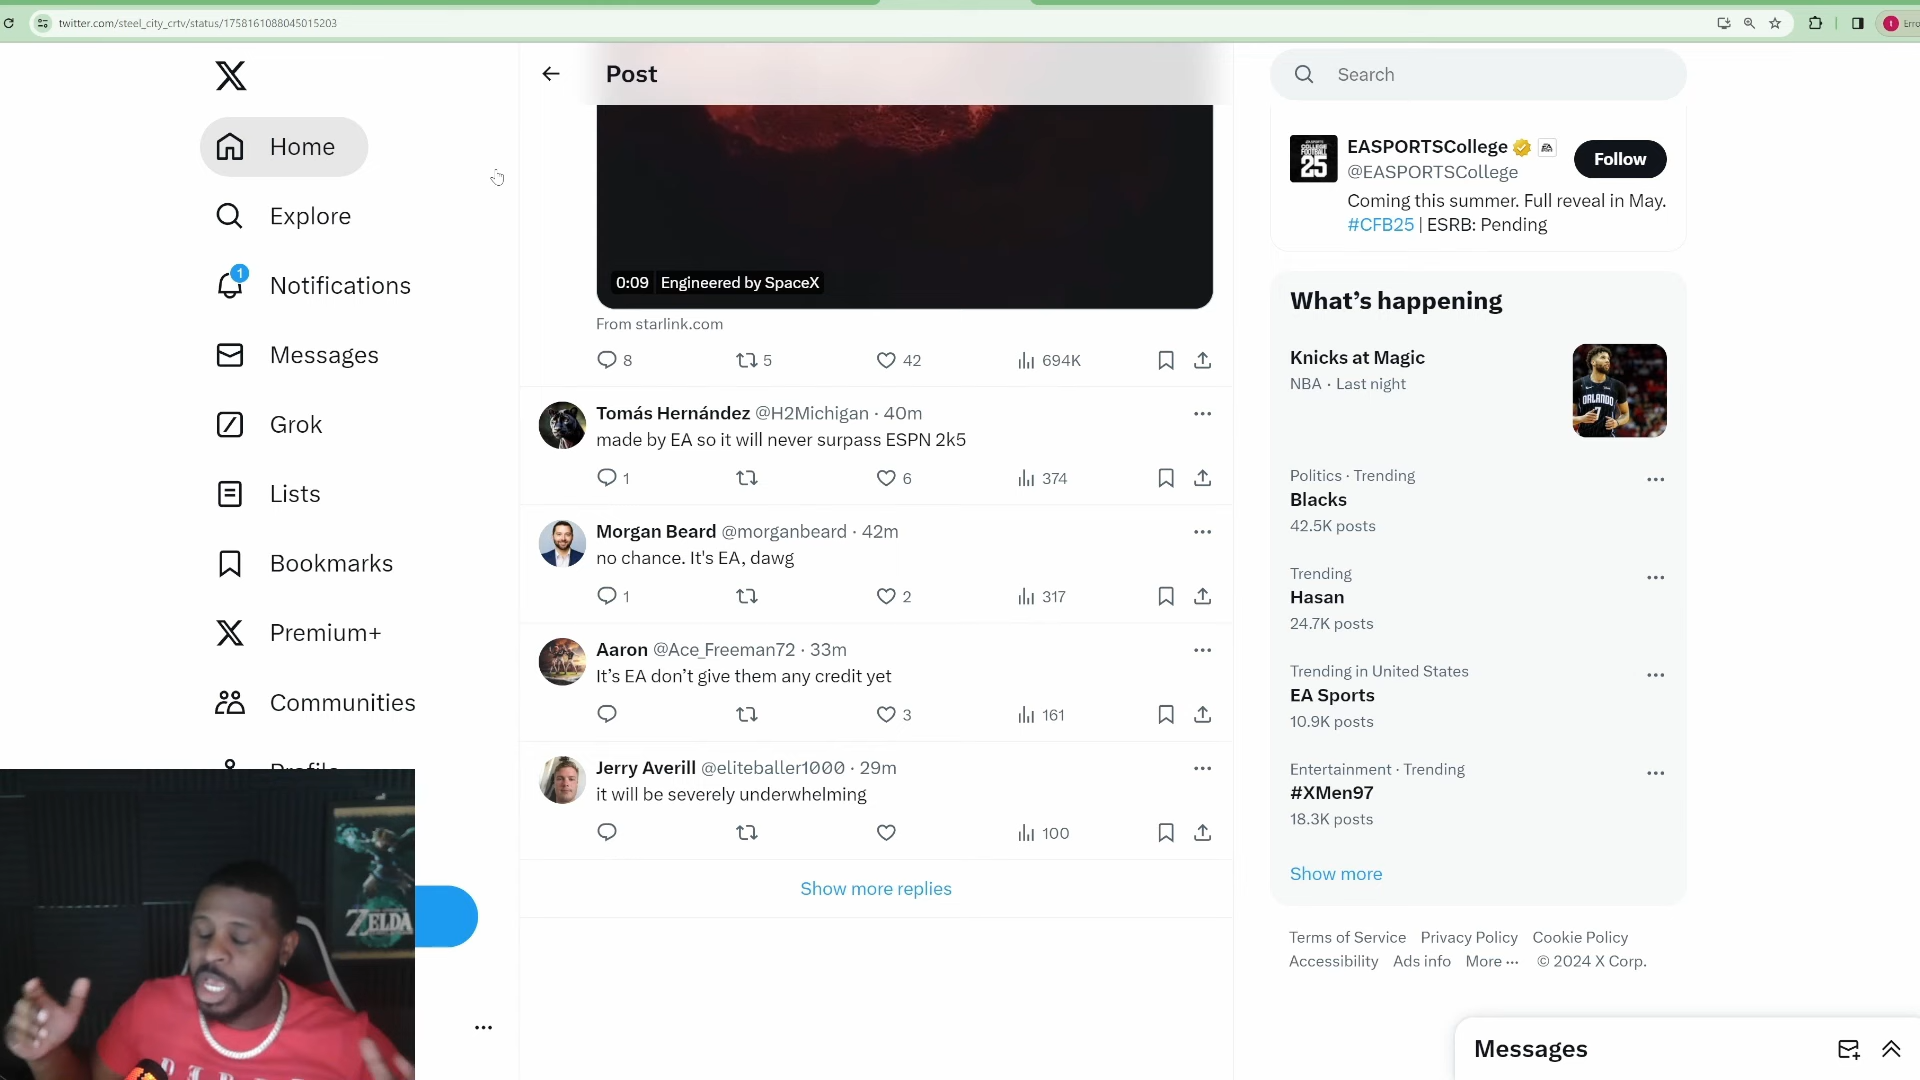 twitter.com/steel_city_crtv/status/1758161088045015203
Erro
Home
Explore
1
Notifications
Messages
Grok
Lists
Bookmarks
Premium+
Communities
Profile
ZELDA
Post
0:09 Engineered by SpaceX
From starlink.com
8 5 42 694K
Tomás Hernández @H2Michigan · 40m
made by EA so it will never surpass ESPN 2k5
1 6 374
Morgan Beard @morganbeard · 42m
no chance. It's EA, dawg
1 2 317
Aaron @Ace_Freeman72 · 33m
It’s EA don’t give them any credit yet
3 161
Jerry Averill @eliteballer1000 · 29m
it will be severely underwhelming
100
Show more replies
Search
25
EASPORTSCollege
@EASPORTSCollege
Follow
Coming this summer. Full reveal in May.
#CFB25 | ESRB: Pending
What’s happening
Knicks at Magic
NBA · Last night
ORLANDO
Politics · Trending
Blacks
42.5K posts
Trending
Hasan
24.7K posts
Trending in United States
EA Sports
10.9K posts
Entertainment · Trending
#XMen97
18.3K posts
Show more
Terms of Service Privacy Policy Cookie Policy
Accessibility Ads info More ··· © 2024 X Corp.
Messages